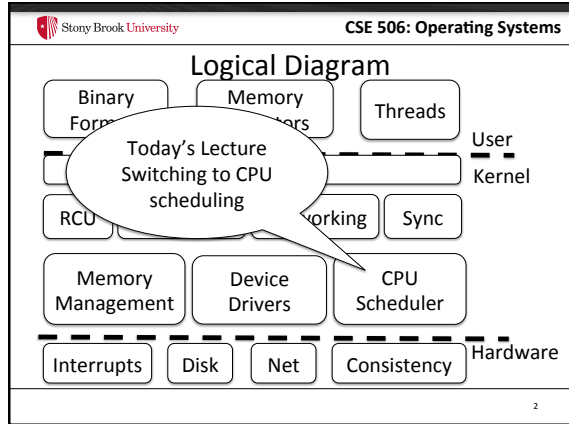 Stony Brook University
CSE 506: Operating Systems
Logical Diagram
Binary
Memory
Threads
User
Today's Lecture
Switching to CPU
scheduling
Kernel
RCU
Sync
Memory
Management
Device
Drivers
CPU
Scheduler
Hardware
Interrupts
Disk
Net
Consistency
2